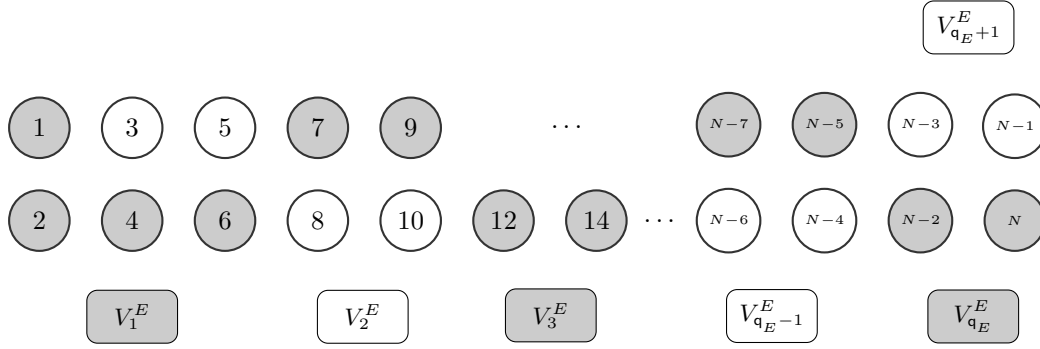 V^E_{q_E+1}
1 3 5 7 9 ··· N−7 N−5 N−3 N−1
2 4 6 8 10 12 14 ··· N−6 N−4 N−2 N
V^E_1 V^E_2 V^E_3 V^E_{q_E−1} V^E_{q_E}